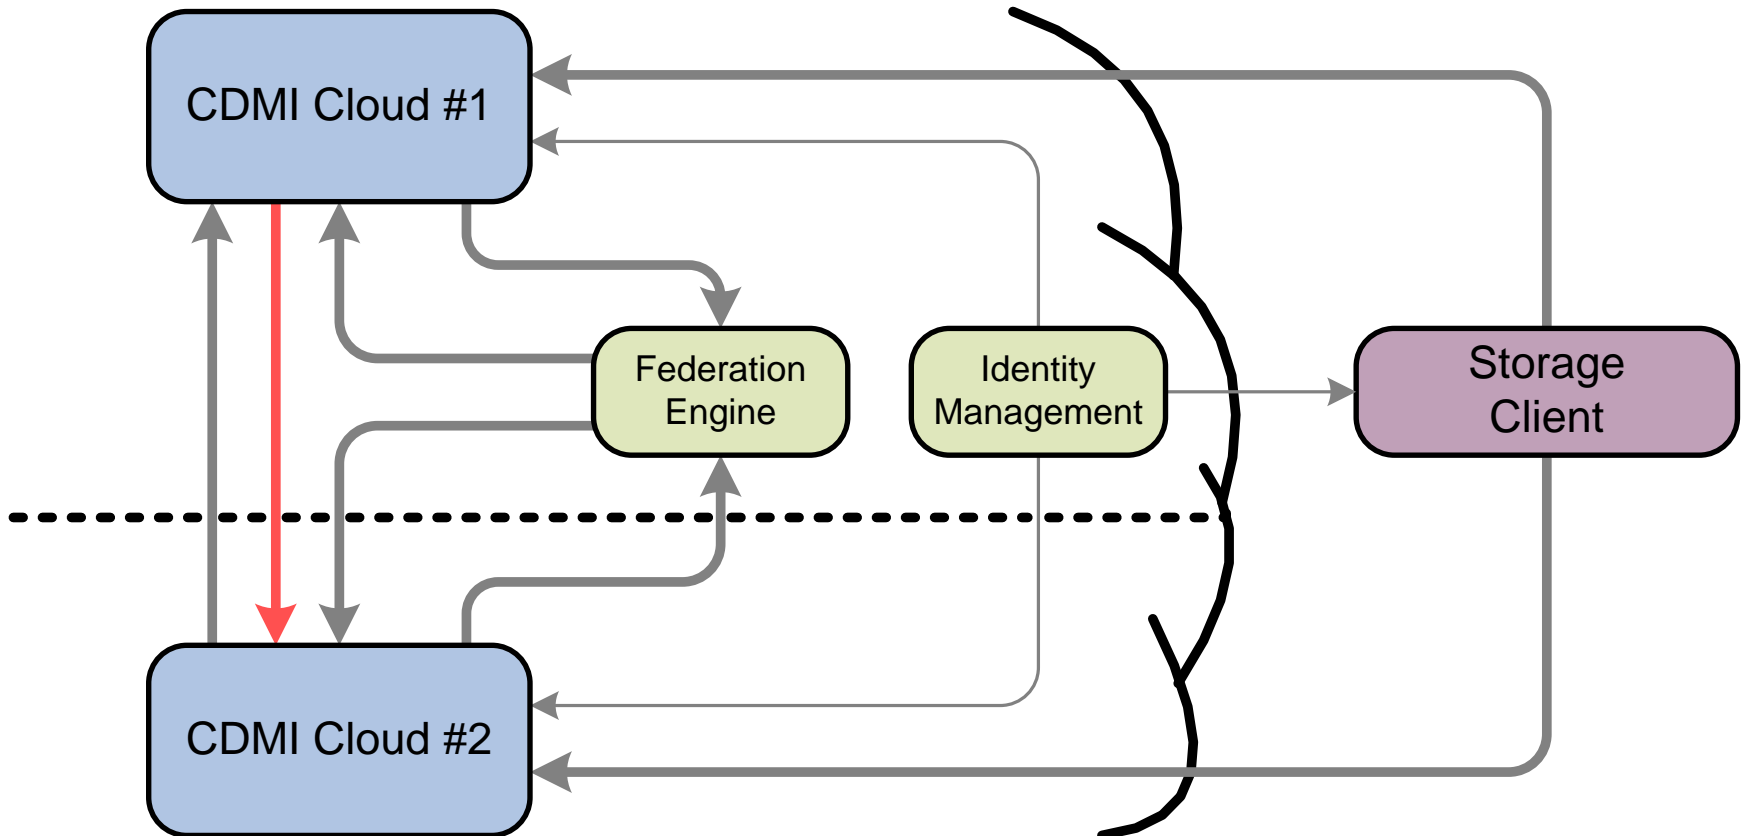 CDMI Cloud #1
Federation
Engine
Identity
Management
Storage
Client
CDMI Cloud #2